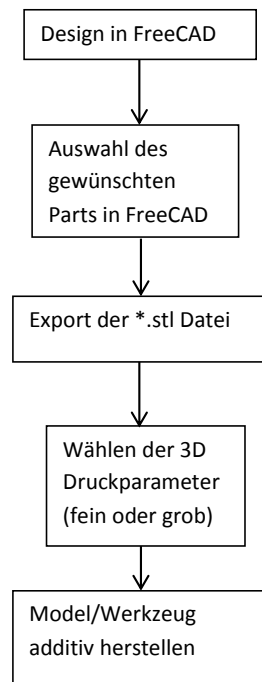 Design in FreeCAD
Auswahl des
gewünschten
Parts in FreeCAD
Export der *.stl Datei
Wählen der 3D
Druckparameter
(fein oder grob)
Model/Werkzeug
additiv herstellen